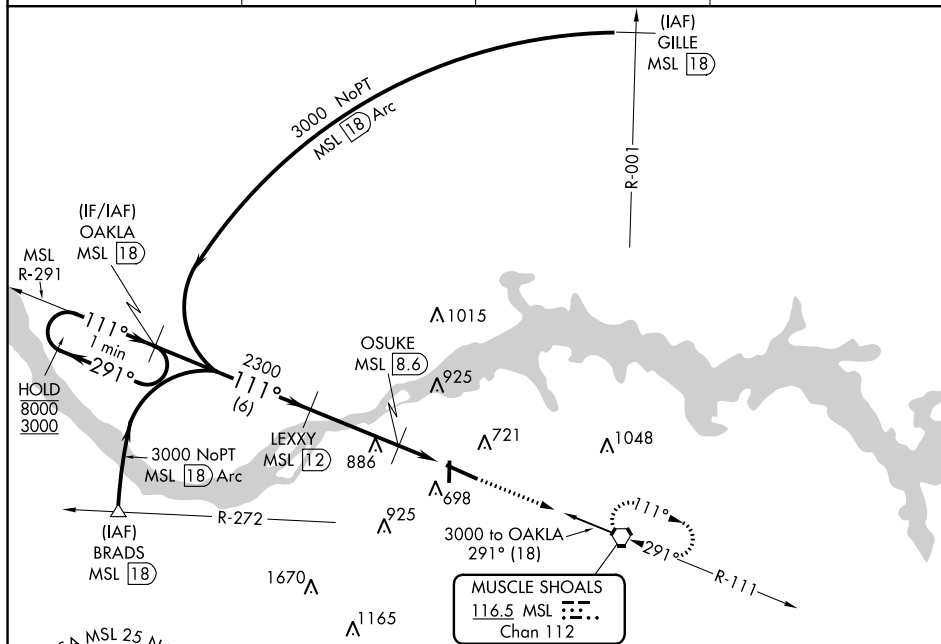 (IAF)
GILLE
MSL 18
3000 NoPT
MSL 18 Arc
R-001
(IF/IAF)
OAKLA
MSL 18
MSL
R-291
111°
1 min
291°
HOLD
8000
3000
1015
OSUKE
MSL 8.6
2300
111°
(6)
925
LEXXY
MSL 12
886
721
1048
3000 NoPT
MSL 18 Arc
698
R-272
925
(IAF)
BRADS
MSL 18
3000 to OAKLA
291° (18)
111°
291°
R-111
1670
1165
MUSCLE SHOALS
116.5 MSL
Chan 112
MSL 25